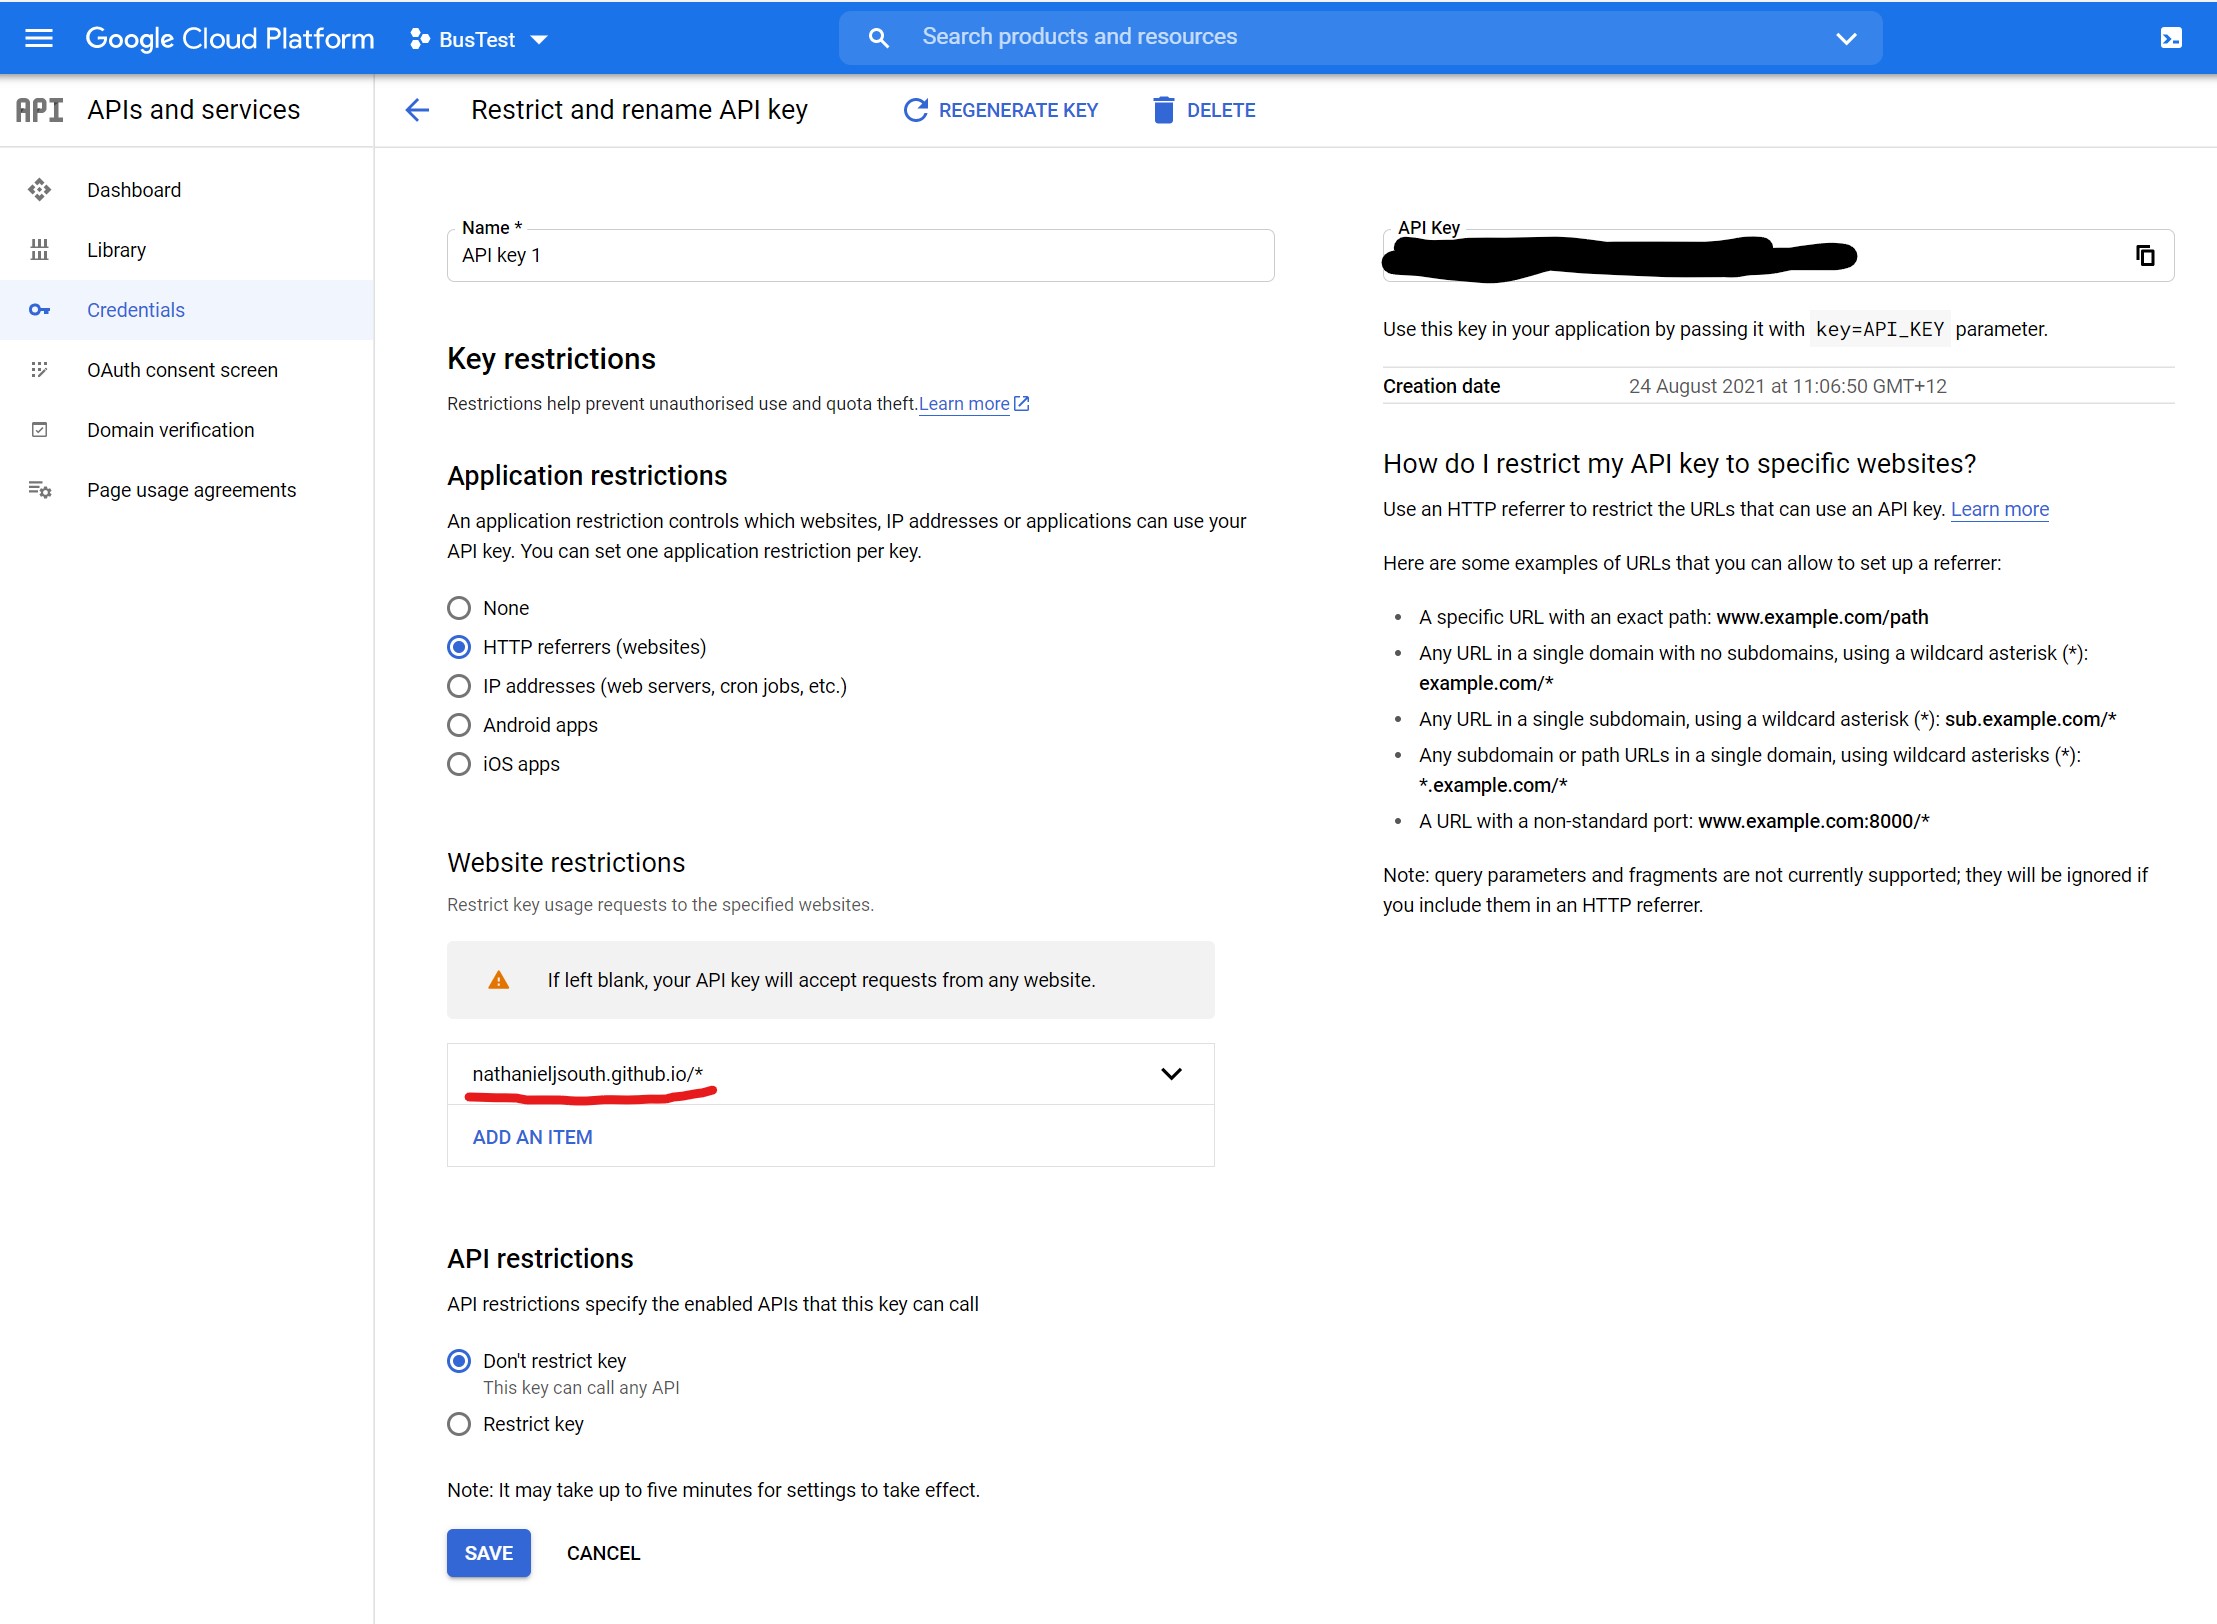 Google Cloud Platform
BusTest
Search products and resources
API
APIs and services
Restrict and rename API key
REGENERATE KEY
DELETE
Dashboard
Library
Credentials
OAuth consent screen
Domain verification
Page usage agreements
Name *
API key 1
Key restrictions
Restrictions help prevent unauthorised use and quota theft.Learn more
Application restrictions
An application restriction controls which websites, IP addresses or applications can use your
API key. You can set one application restriction per key.
None
HTTP referrers (websites)
IP addresses (web servers, cron jobs, etc.)
Android apps
iOS apps
Website restrictions
Restrict key usage requests to the specified websites.
If left blank, your API key will accept requests from any website.
nathanieljsouth.github.io/*
ADD AN ITEM
API restrictions
API restrictions specify the enabled APIs that this key can call
Don't restrict key
This key can call any API
Restrict key
Note: It may take up to five minutes for settings to take effect.
SAVE
CANCEL
API Key
Use this key in your application by passing it with key=API_KEY parameter.
Creation date
24 August 2021 at 11:06:50 GMT+12
How do I restrict my API key to specific websites?
Use an HTTP referrer to restrict the URLs that can use an API key. Learn more
Here are some examples of URLs that you can allow to set up a referrer:
• A specific URL with an exact path: www.example.com/path
• Any URL in a single domain with no subdomains, using a wildcard asterisk (*):
example.com/*
• Any URL in a single subdomain, using a wildcard asterisk (*): sub.example.com/*
• Any subdomain or path URLs in a single domain, using wildcard asterisks (*):
*.example.com/*
• A URL with a non-standard port: www.example.com:8000/*
Note: query parameters and fragments are not currently supported; they will be ignored if
you include them in an HTTP referrer.